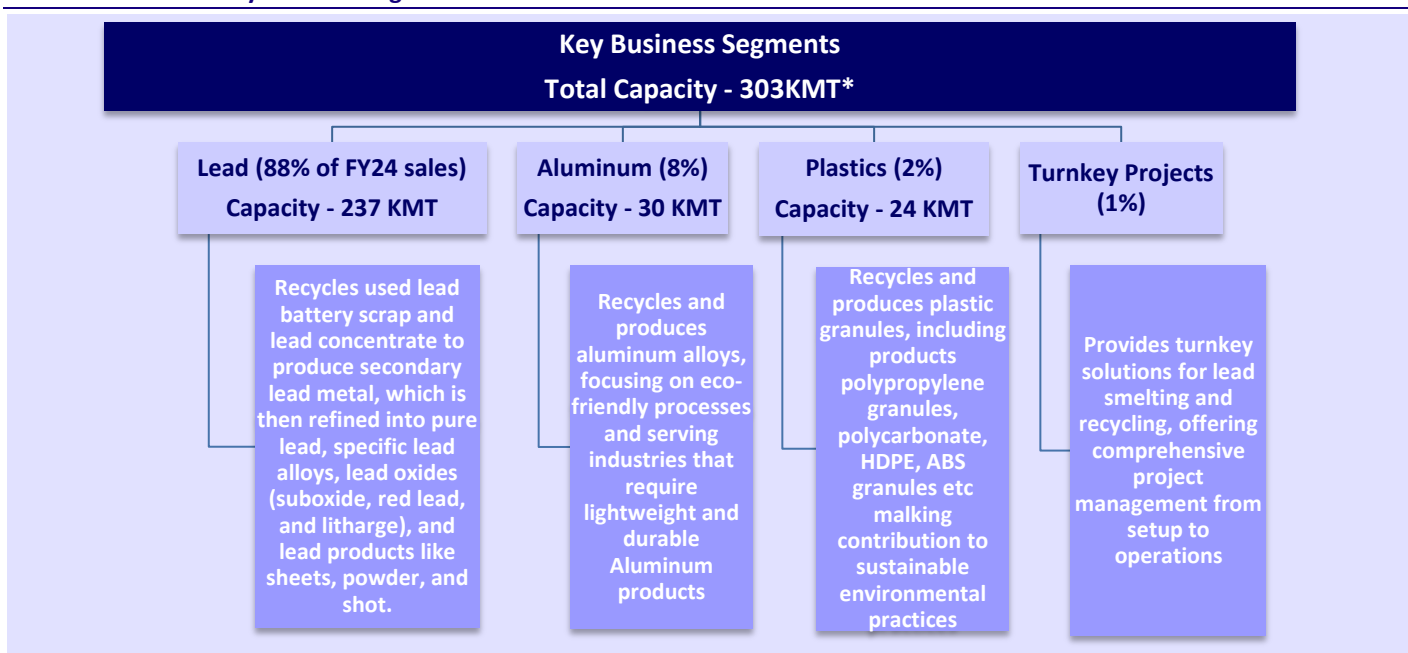 Key Business Segments
Total Capacity - 303KMT*
Lead (88% of FY24 sales)
Capacity - 237 KMT
Aluminum (8%)
Capacity - 30 KMT
Plastics (2%)
Capacity - 24 KMT
Turnkey Projects
(1%)
Recycles used lead
battery scrap and
lead concentrate to
produce secondary
lead metal, which is
then refined into pure
lead, specific lead
alloys, lead oxides
(suboxide, red lead,
and litharge), and
lead products like
sheets, powder, and
shot.
Recycles and
produces
aluminum alloys,
focusing on eco-
friendly processes
and serving
industries that
require
lightweight and
durable
Aluminum
products
Recycles and
produces plastic
granules, including
products
polypropylene
granules,
polycarbonate,
HDPE, ABS
granules etc
malking
contribution to
sustainable
environmental
practices
Provides turnkey
solutions for lead
smelting and
recycling, offering
comprehensive
project
management from
setup to
operations